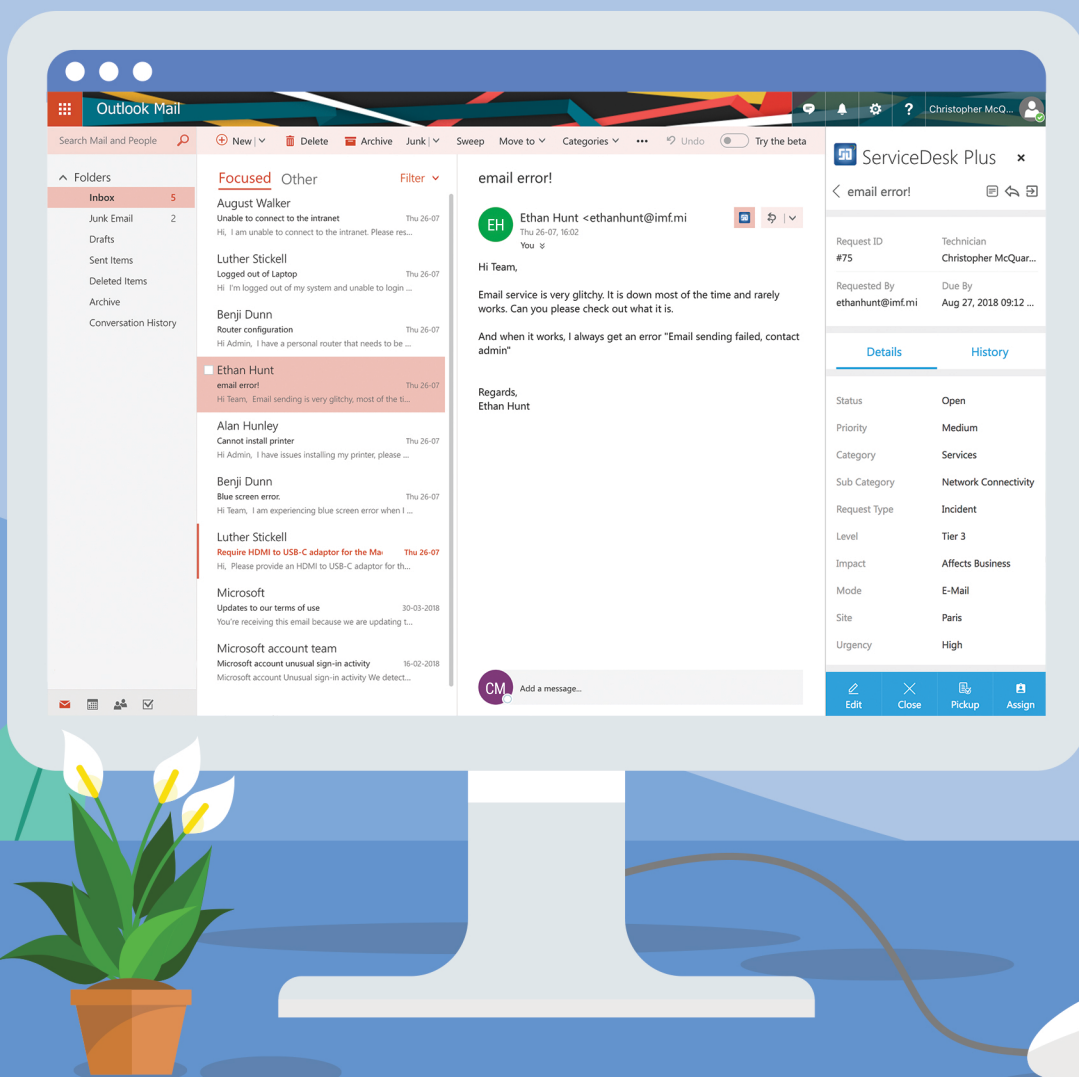 Outlook Mail
?
Christopher McQ...
Search Mail and People
New
Delete
Archive
Junk
Sweep
Move to
Categories
Undo
Try the beta
Folders
Inbox 5
Junk Email 2
Drafts
Sent Items
Deleted Items
Archive
Conversation History
Focused Other Filter
August Walker
Unable to connect to the intranet Thu 26-07
Hi, I am unable to connect to the intranet. Please res...
Luther Stickell
Logged out of Laptop Thu 26-07
Hi I'm logged out of my system and unable to login ...
Benji Dunn
Router configuration Thu 26-07
Hi Admin, I have a personal router that needs to be ...
Ethan Hunt
email error! Thu 26-07
Hi Team, Email sending is very glitchy, most of the ti...
Alan Hunley
Cannot install printer Thu 26-07
Hi Admin, I have issues installing my printer, please ...
Benji Dunn
Blue screen error. Thu 26-07
Hi Team, I am experiencing blue screen error when I ...
Luther Stickell
Require HDMI to USB-C adaptor for the Ma Thu 26-07
Hi, Please provide an HDMI to USB-C adaptor for th...
Microsoft
Updates to our terms of use 30-03-2018
You're receiving this email because we are updating t...
Microsoft account team
Microsoft account unusual sign-in activity 16-02-2018
Microsoft account Unusual sign-in activity We detect...
email error!
EH
Ethan Hunt <ethanhunt@imf.mi
Thu 26-07, 16:02
You
Hi Team,
Email service is very glitchy. It is down most of the time and rarely
works. Can you please check out what it is.
And when it works, I always get an error "Email sending failed, contact
admin"
Regards,
Ethan Hunt
CM
Add a message...
ServiceDesk Plus
email error!
Request ID Technician
#75 Christopher McQuar...
Requested By Due By
ethanhunt@imf.mi Aug 27, 2018 09:12 ...
Details History
Status Open
Priority Medium
Category Services
Sub Category Network Connectivity
Request Type Incident
Level Tier 3
Impact Affects Business
Mode E-Mail
Site Paris
Urgency High
Edit Close Pickup Assign